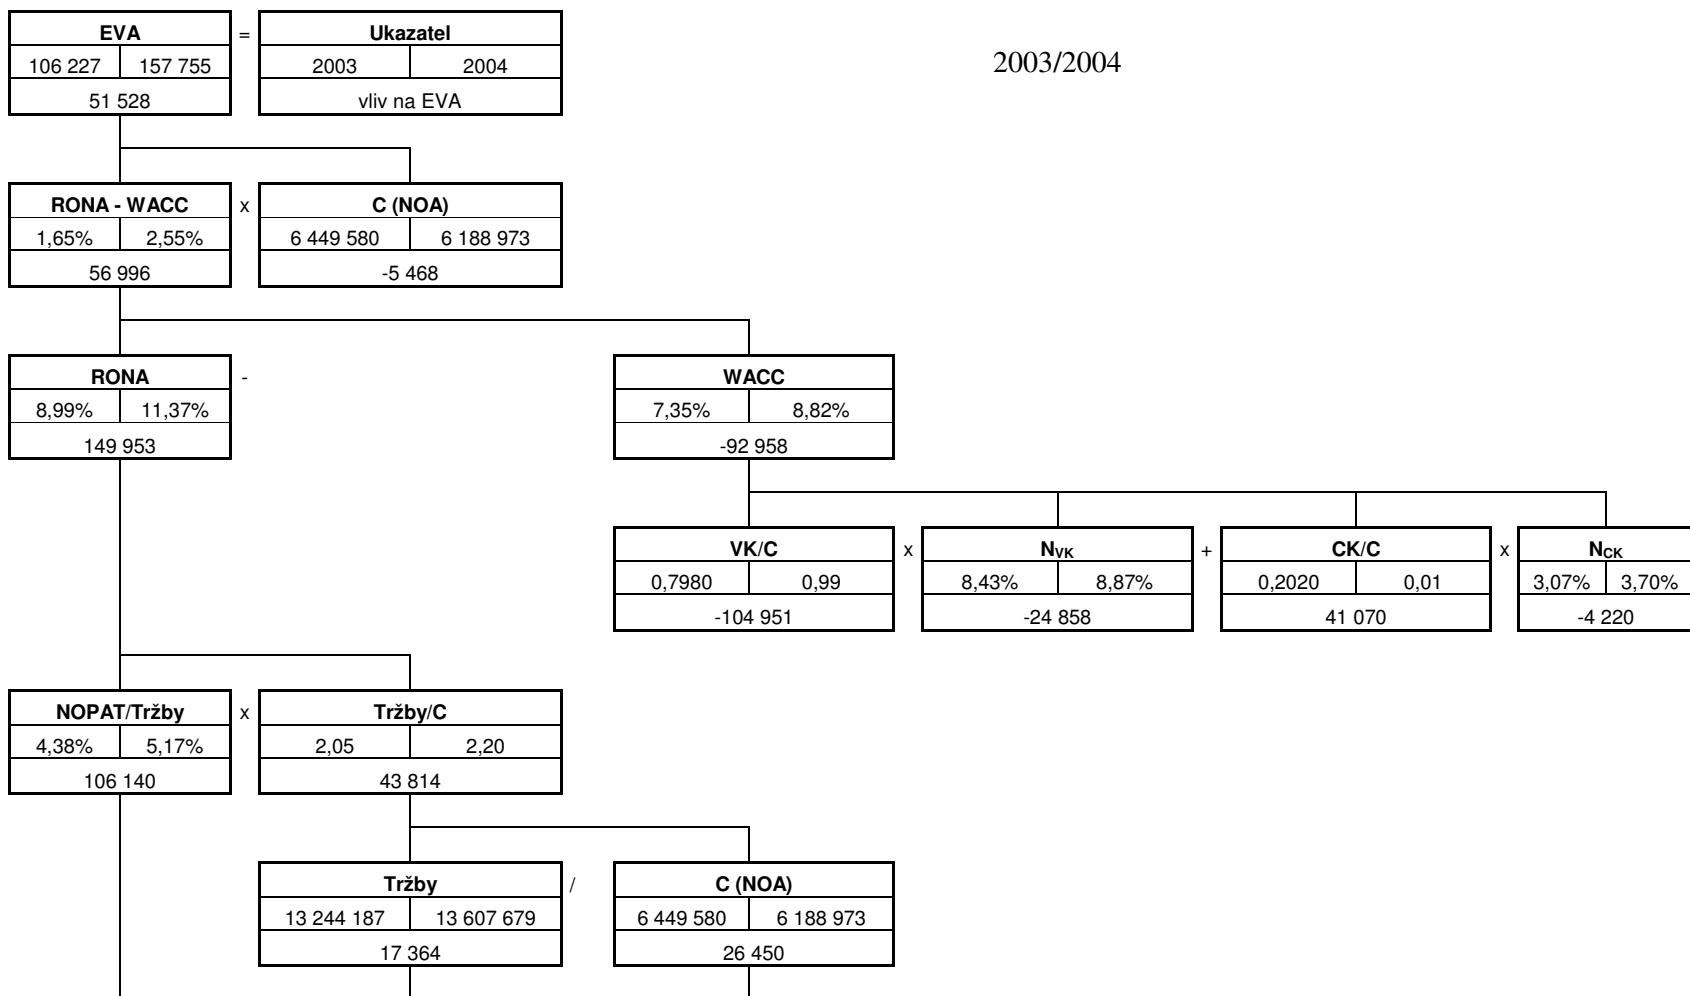 EVA = Ukazatel
106 227 157 755 2003 2004
2003/2004
51 528 vliv na EVA
RONA - WACC x C (NOA)
1,65% 2,55% 6 449 580 6 188 973
56 996 -5 468
RONA - WACC
8,99% 11,37% 7,35% 8,82%
149 953 -92 958
VK/C x NVK + CK/C x NCK
0,7980 0,99 8,43% 8,87% 0,2020 0,01 3,07% 3,70%
-104 951 -24 858 41 070 -4 220
NOPAT/Tržby x Tržby/C
4,38% 5,17% 2,05 2,20
106 140 43 814
Tržby / C (NOA)
13 244 187 13 607 679 6 449 580 6 188 973
17 364 26 450